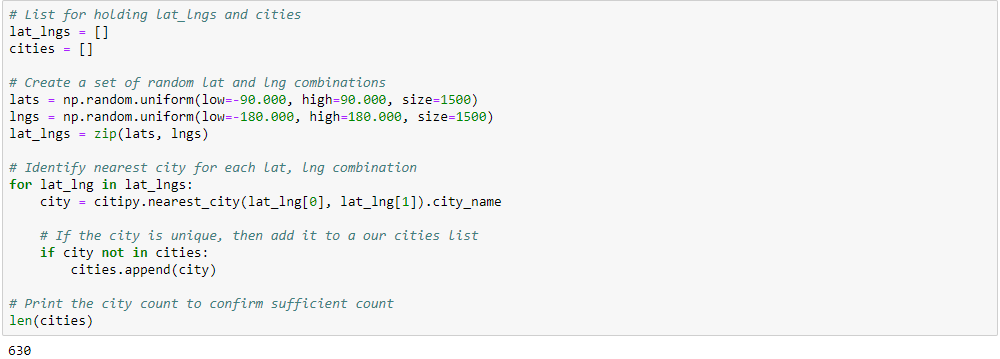 # List for holding lat_lngs and cities
lat_lngs = []
cities = []

# Create a set of random lat and lng combinations
lats = np.random.uniform(low=-90.000, high=90.000, size=1500)
lngs = np.random.uniform(low=-180.000, high=180.000, size=1500)
lat_lngs = zip(lats, lngs)

# Identify nearest city for each lat, lng combination
for lat_lng in lat_lngs:
    city = citipy.nearest_city(lat_lng[0], lat_lng[1]).city_name

    # If the city is unique, then add it to a our cities list
    if city not in cities:
        cities.append(city)

# Print the city count to confirm sufficient count
len(cities)
630